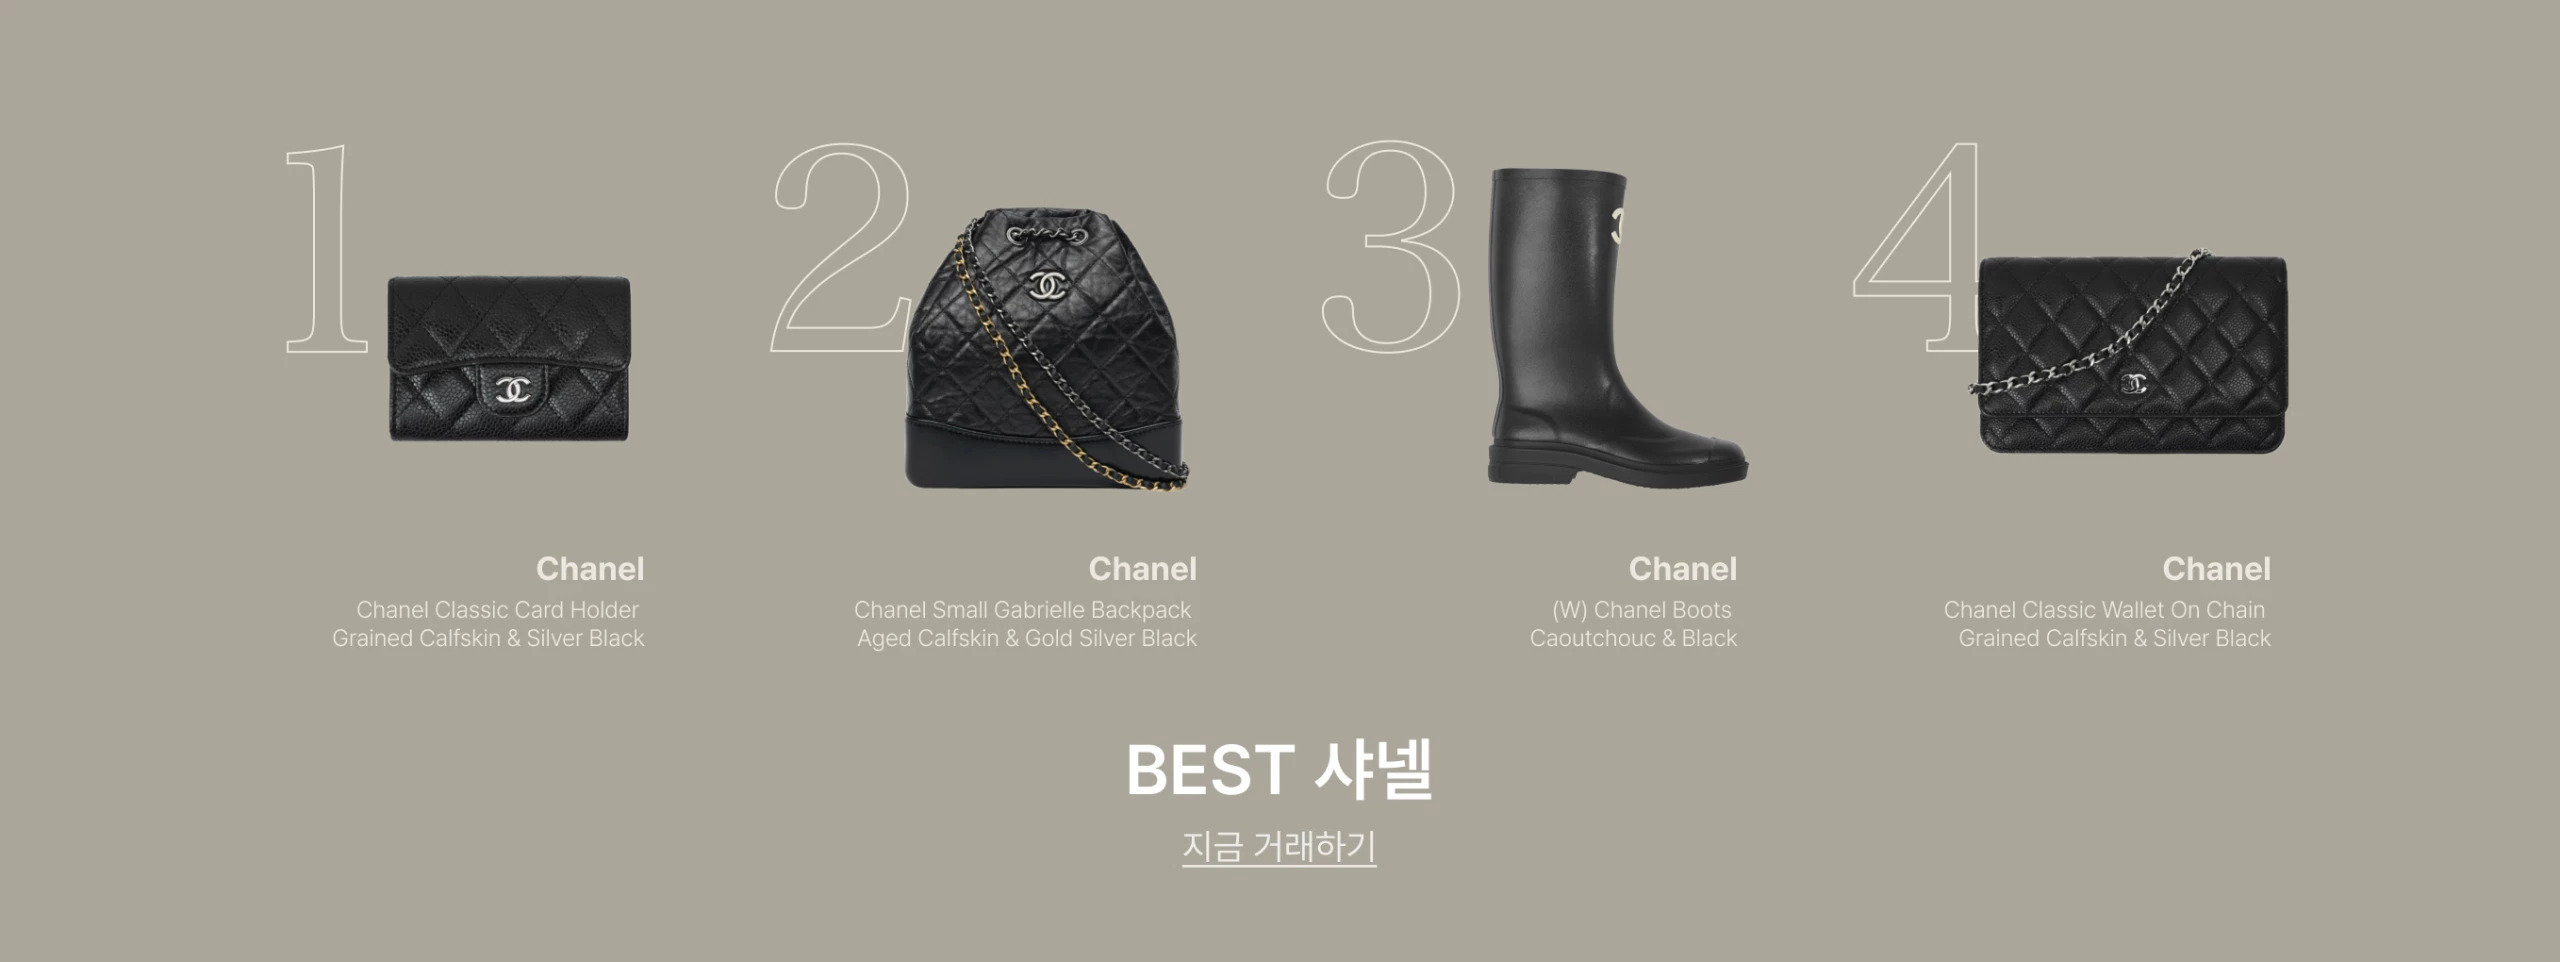 1
Chanel
Chanel Classic Card Holder
Grained Calfskin & Silver Black
2
Chanel
Chanel Small Gabrielle Backpack
Aged Calfskin & Gold Silver Black
3
Chanel
(W) Chanel Boots
Caoutchouc & Black
4
Chanel
Chanel Classic Wallet On Chain
Grained Calfskin & Silver Black
BEST 샤넬
지금 거래하기